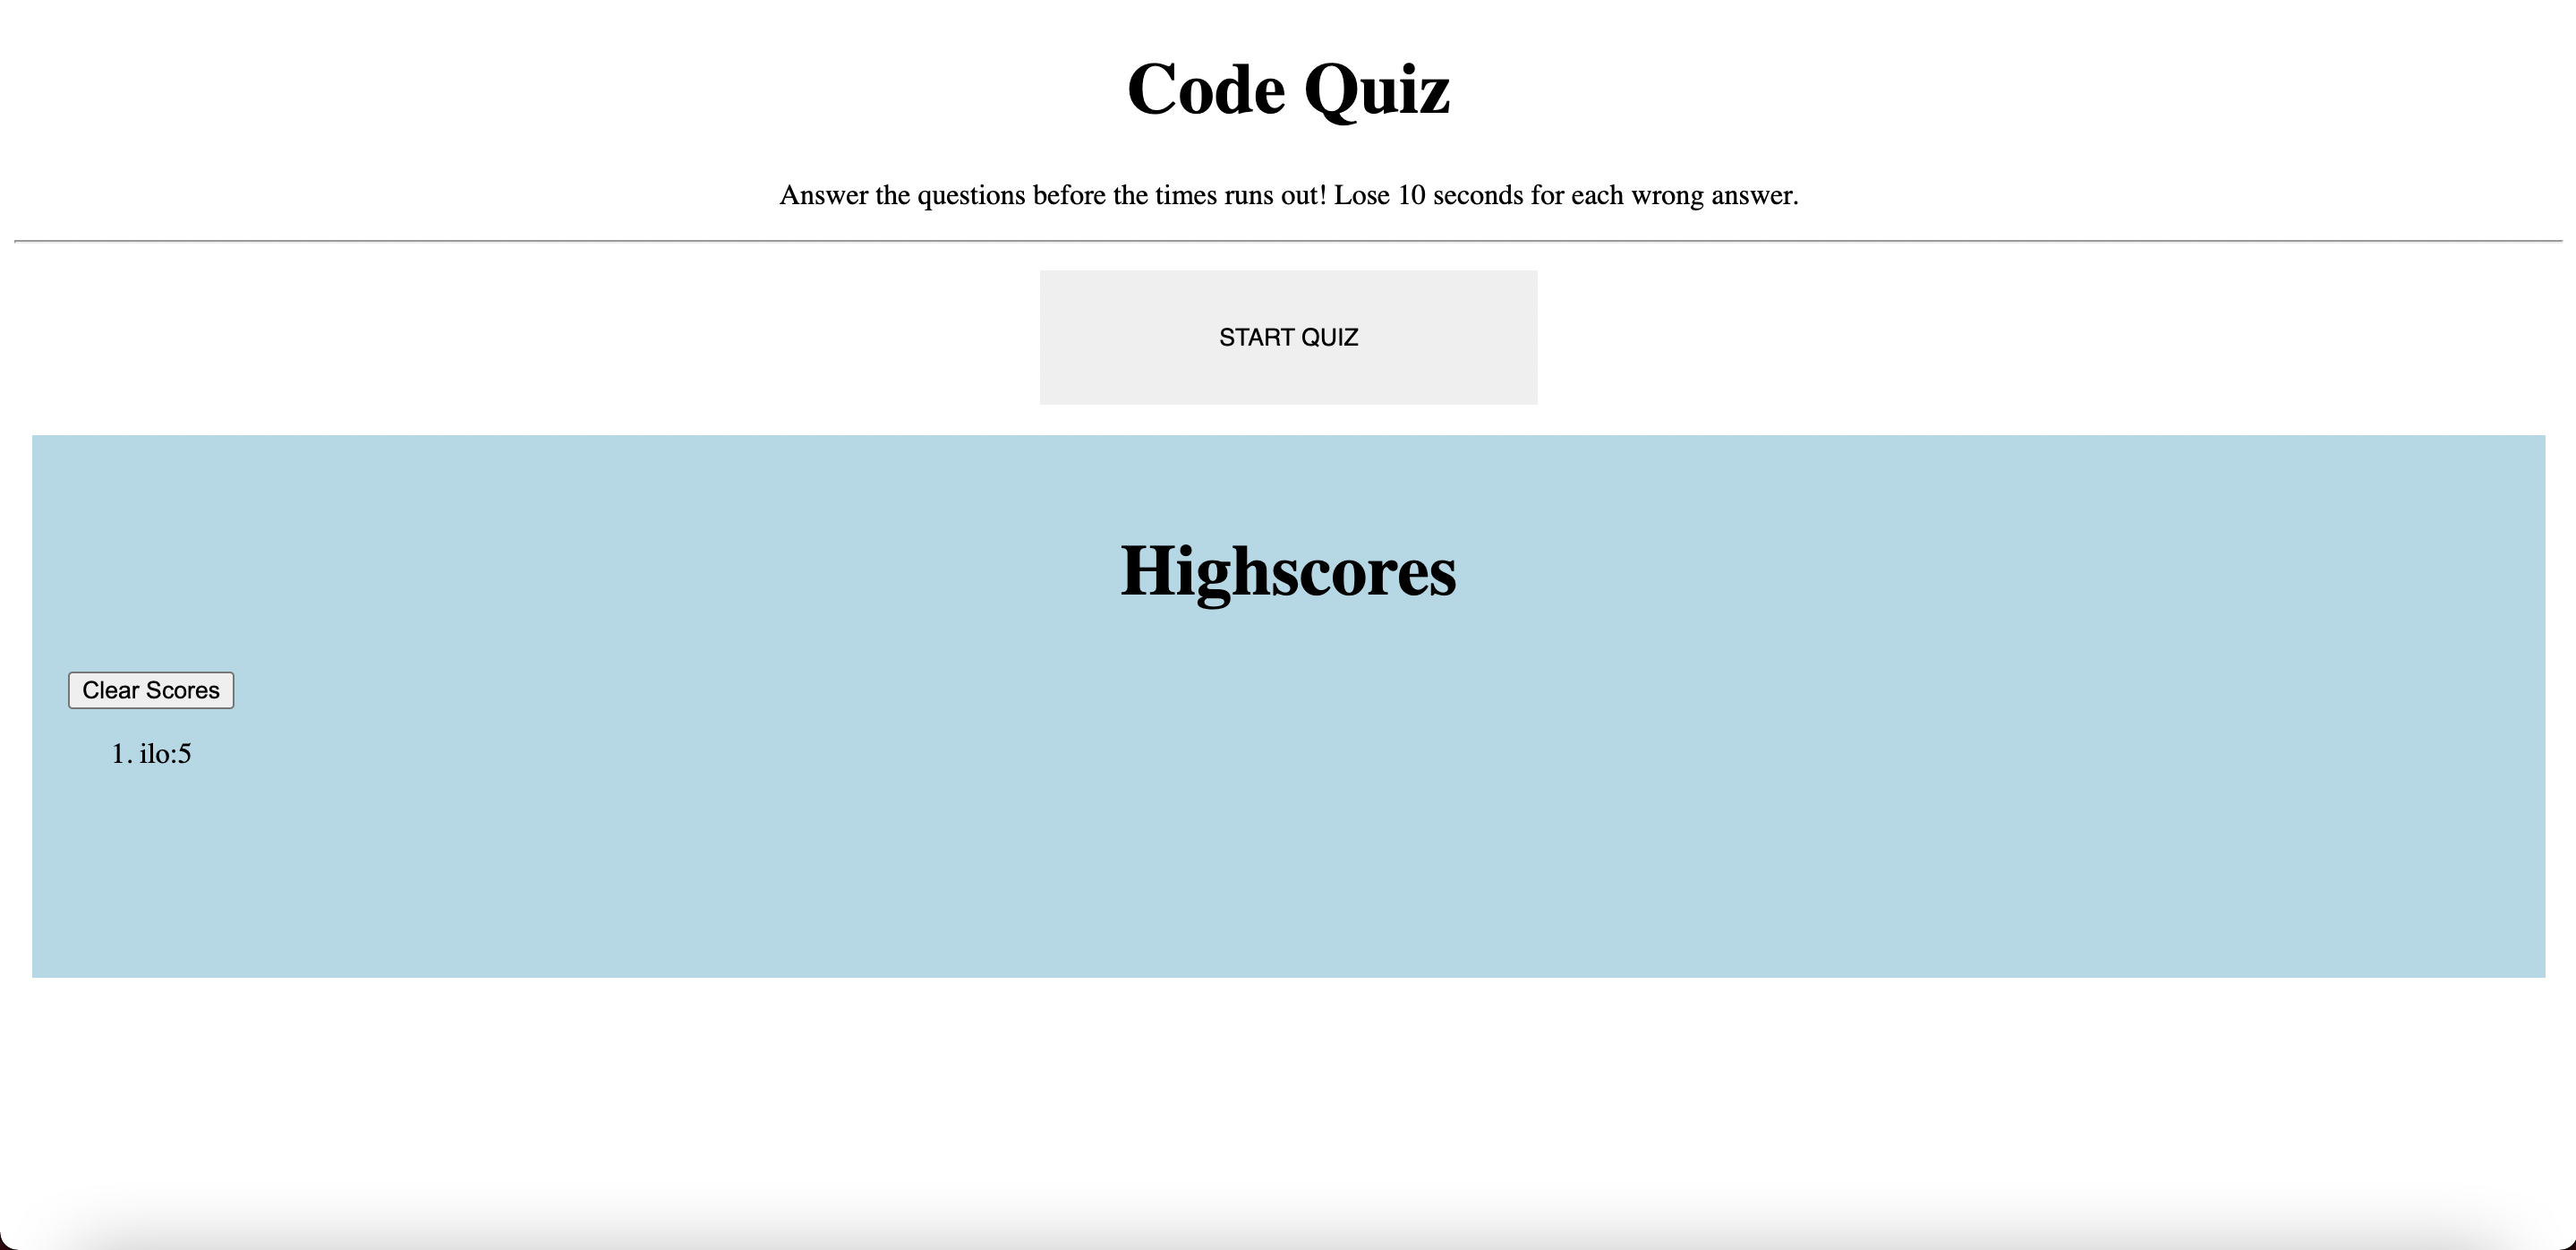 Code Quiz
Answer the questions before the times runs out! Lose 10 seconds for each wrong answer.
START QUIZ
Highscores
Clear Scores
1. ilo:5